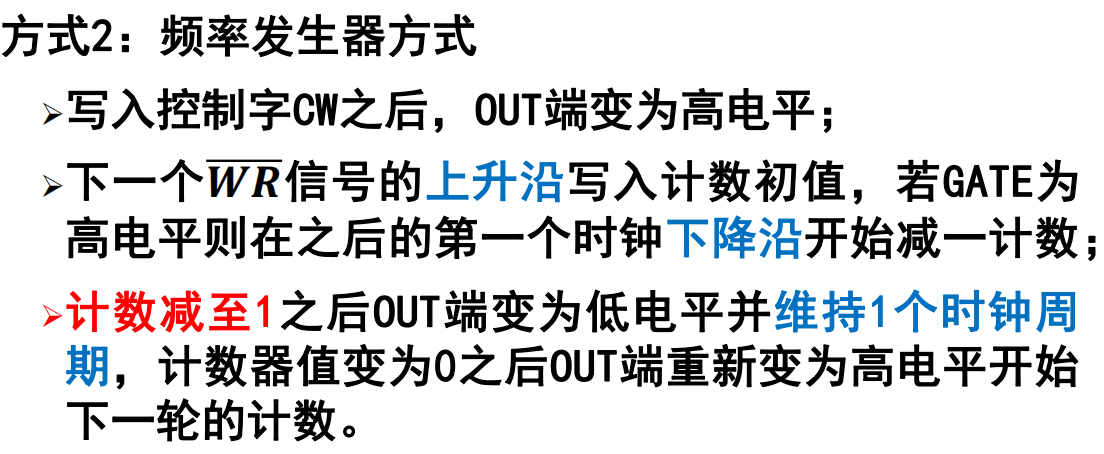 方式2：频率发生器方式
➢写入控制字CW之后，OUT端变为高电平；
➢下一个\overline{WR}信号的上升沿写入计数初值，若GATE为
高电平则在之后的第一个时钟下降沿开始减一计数；
➢计数减至1之后OUT端变为低电平并维持1个时钟周
期，计数器值变为0之后OUT端重新变为高电平开始
下一轮的计数。